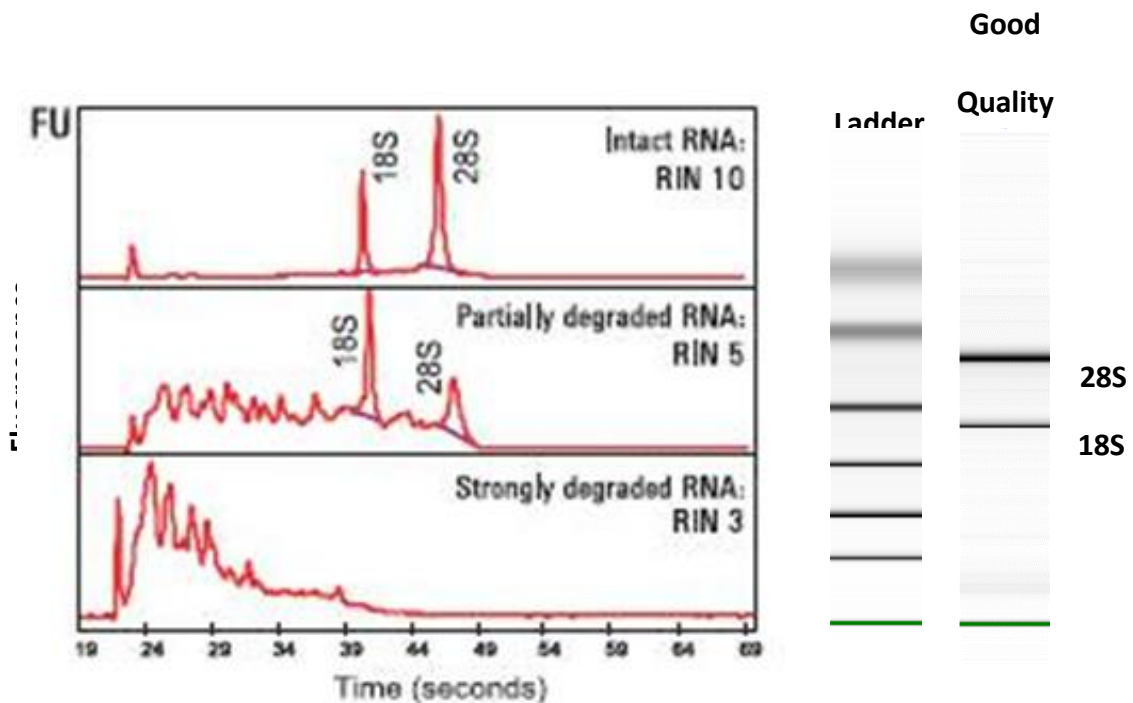 Good
Quality
Ladder
FU
18S
28S
Intact RNA:
RIN 10
18S
28S
Partially degraded RNA:
RIN 5
Strongly degraded RNA:
RIN 3
28S
18S
19 24 29 34 39 44 49 54 59 64 69
Time (seconds)